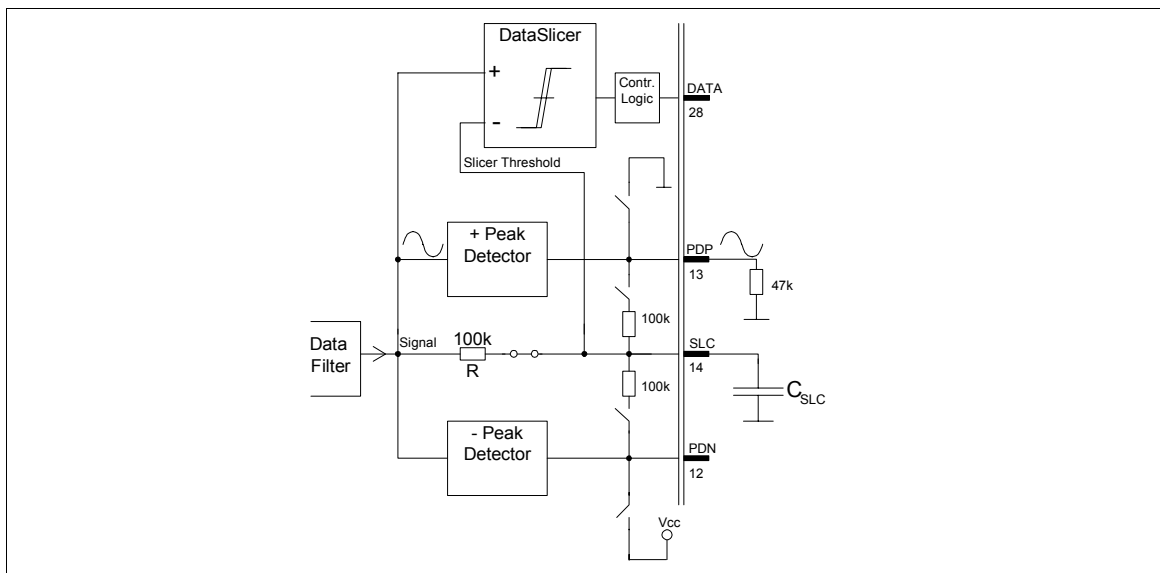 DataSlicer
+
-
Contr.
Logic
DATA
28
Slicer Threshold
+ Peak
Detector
PDP
13
47k
100k
Data
Filter
Signal
100k
R
SLC
14
CSLC
100k
- Peak
Detector
PDN
12
Vcc